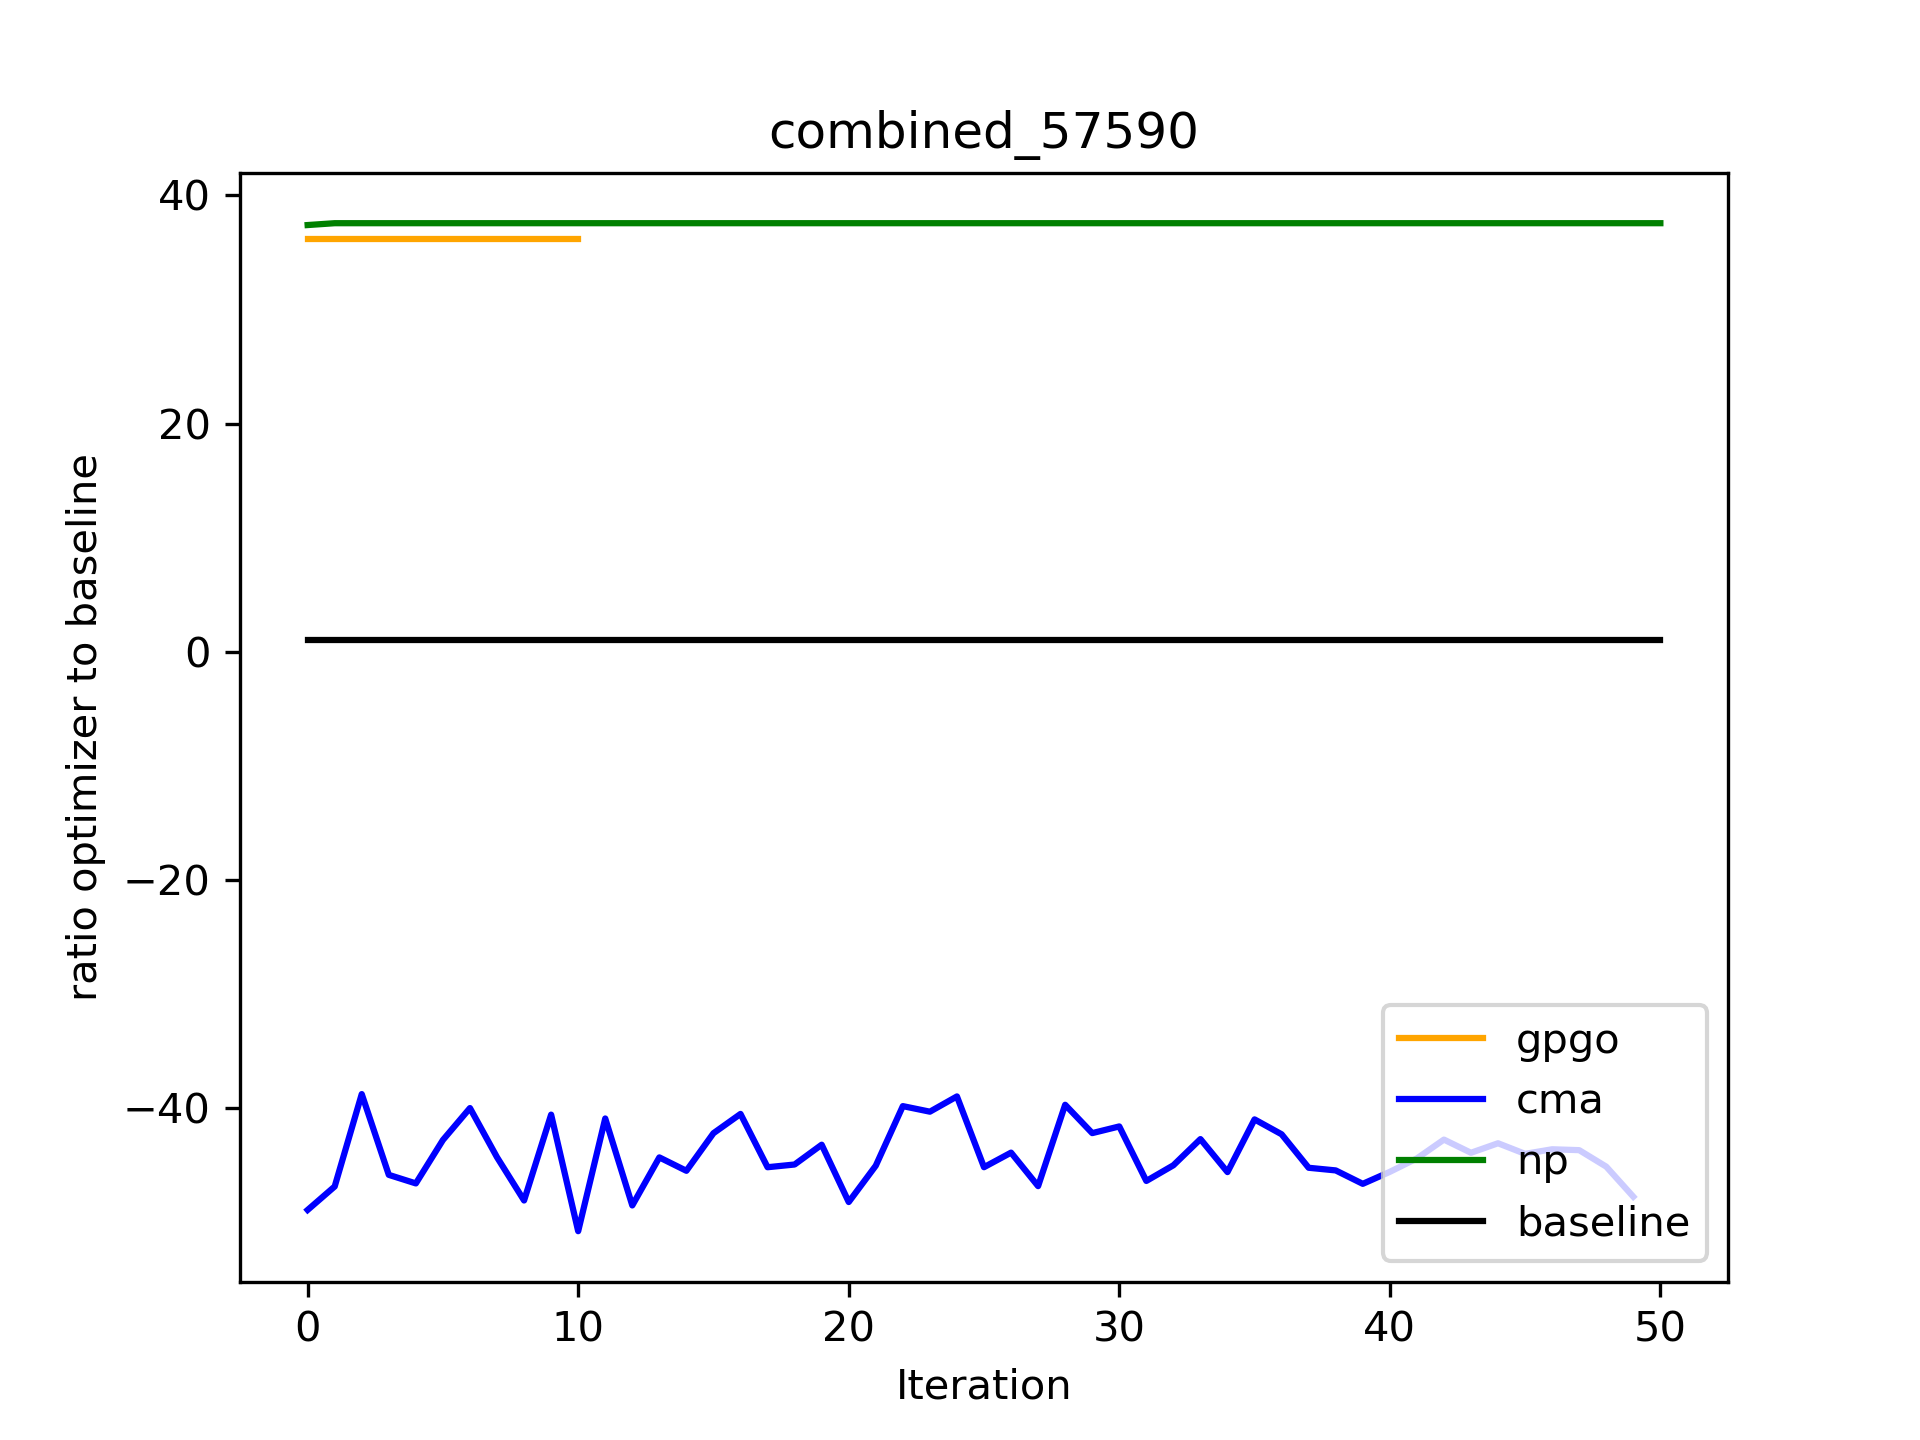 combined_57590
40
20
0
−20
−40
ratio optimizer to baseline
gpgo
cma
np
baseline
0 10 20 30 40 50
Iteration